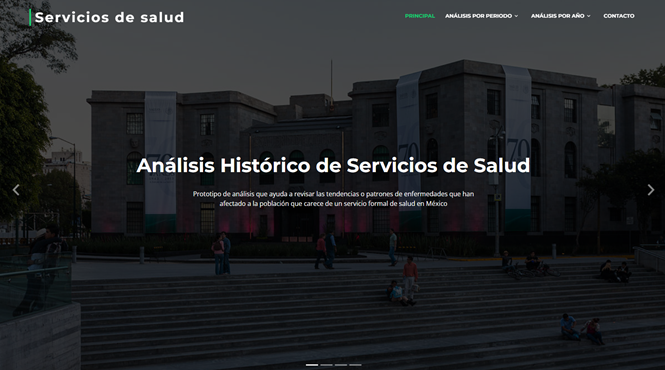 Servicios de salud
PRINCIPAL ANÁLISIS POR PERIODO ANÁLISIS POR AÑO CONTACTO
70
70
Análisis Histórico de Servicios de Salud
Prototipo de análisis que ayuda a revisar las tendencias o patrones de enfermedades que han
afectado a la población que carece de un servicio formal de salud en México